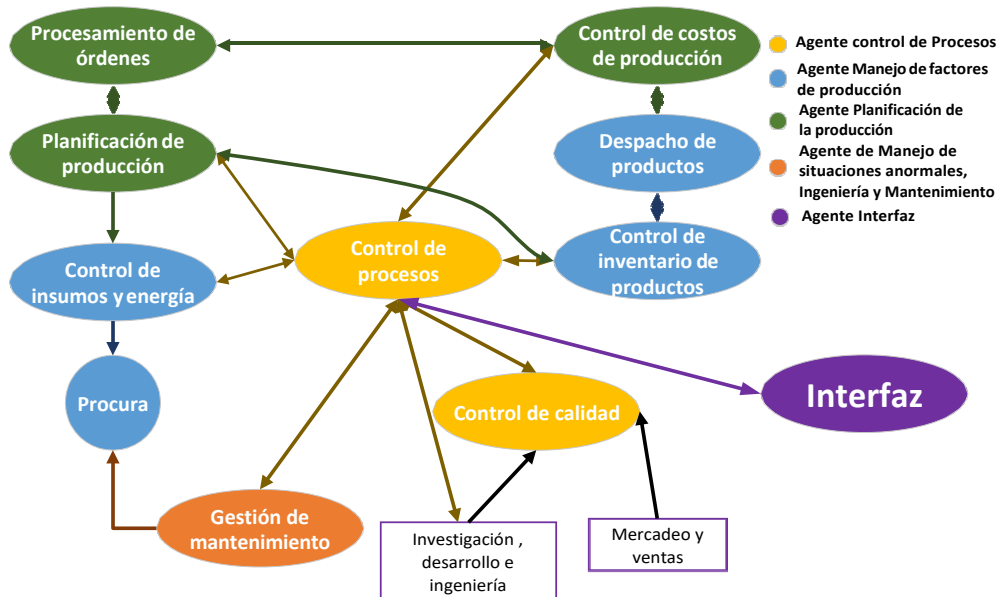 Procesamiento de
órdenes
Control de costos
de producción
Agente control de Procesos
Agente Manejo de factores
de producción
Agente Planificación de
la producción
Agente de Manejo de
situaciones anormales,
Ingeniería y Mantenimiento
Agente Interfaz
Planificación de
producción
Despacho de
productos
Control de
insumos y energía
Control de
procesos
Control de
inventario de
productos
Procura
Control de calidad
Interfaz
Gestión de
mantenimiento
Investigación ,
desarrollo e
ingeniería
Mercadeo y
ventas